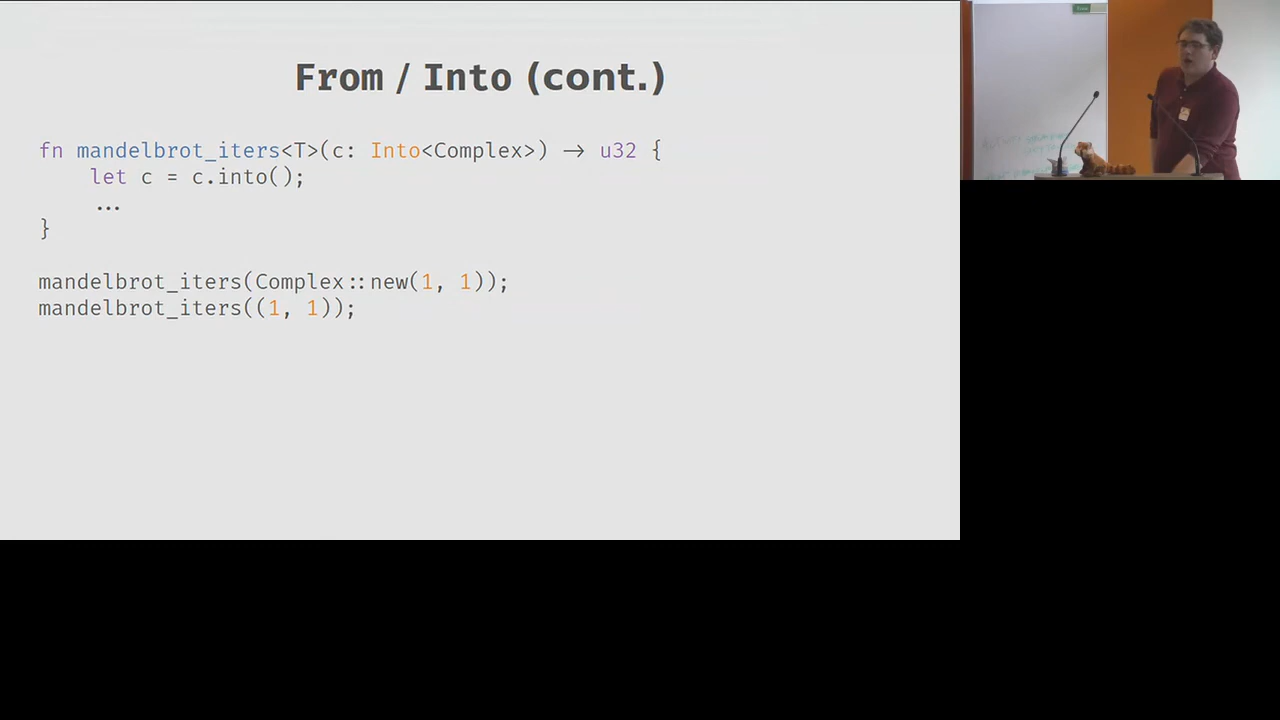 From / Into (cont.)
fn mandelbrot_iters<T>(c: Into<Complex>) → u32 {
let c = c.into();
…
}
mandelbrot_iters(Complex::new(1, 1));
mandelbrot_iters((1, 1));